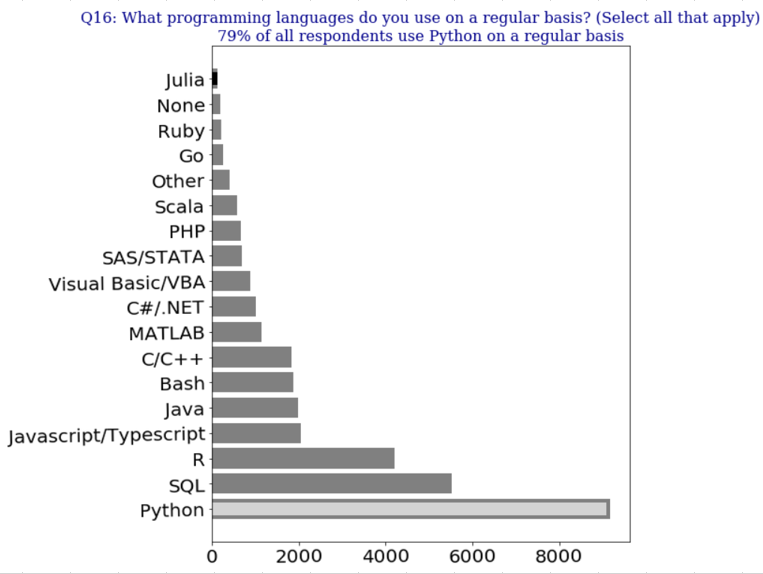 Q16: What programming languages do you use on a regular basis? (Select all that apply)
79% of all respondents use Python on a regular basis
Julia
None
Ruby
Go
Other
Scala
PHP
SAS/STATA
Visual Basic/VBA
C#/.NET
MATLAB
C/C++
Bash
Java
Javascript/Typescript
R
SQL
Python
0 2000 4000 6000 8000